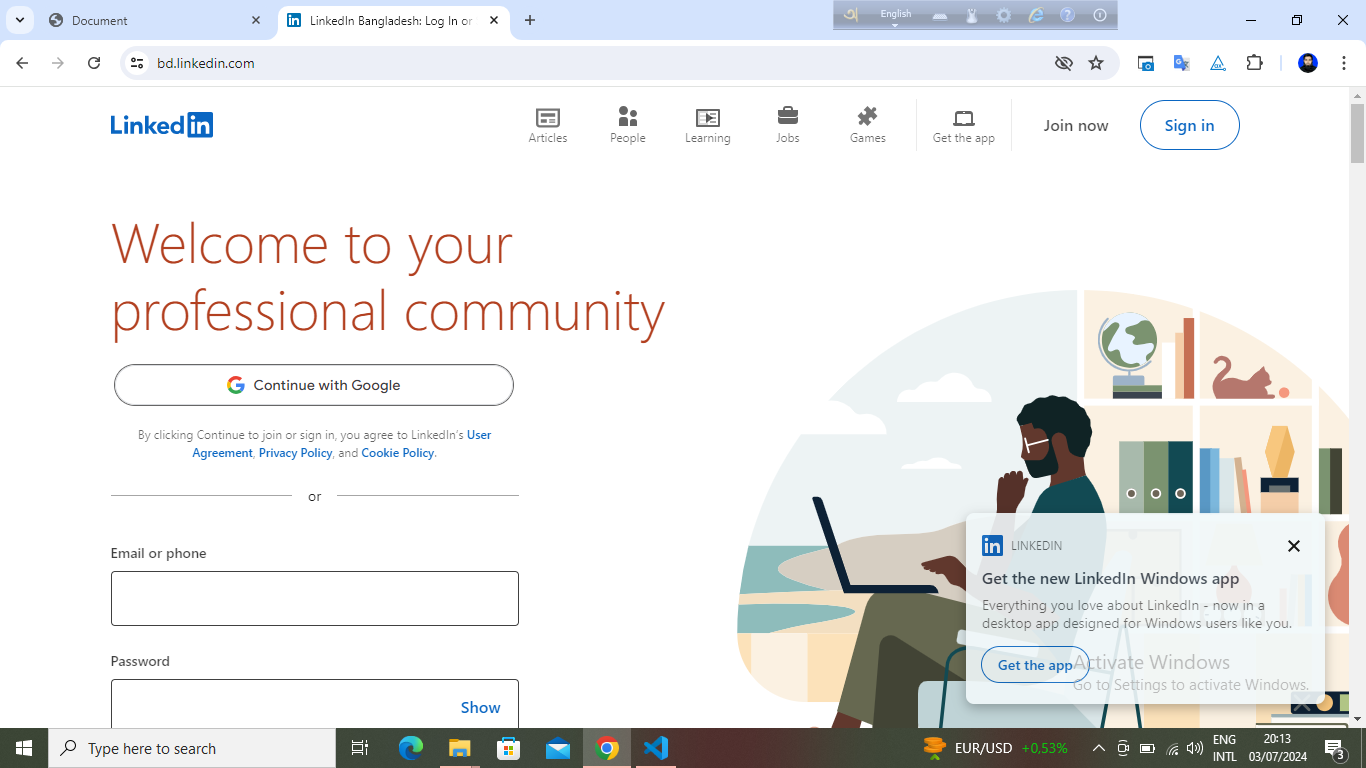 Document
LinkedIn Bangladesh: Log In or
English
bd.linkedin.com
Linked in
Articles
People
Learning
Jobs
Games
Get the app
Join now
Sign in
Welcome to your
professional community
Continue with Google
By clicking Continue to join or sign in, you agree to LinkedIn's User
Agreement, Privacy Policy, and Cookie Policy.
or
Email or phone
Password
Show
in LINKEDIN
Get the new LinkedIn Windows app
Everything you love about LinkedIn - now in a
desktop app designed for Windows users like you.
Get the app
Activate Windows
Go to Settings to activate Windows.
Type here to search
EUR/USD +0,53%
ENG
INTL
20:13
03/07/2024
3